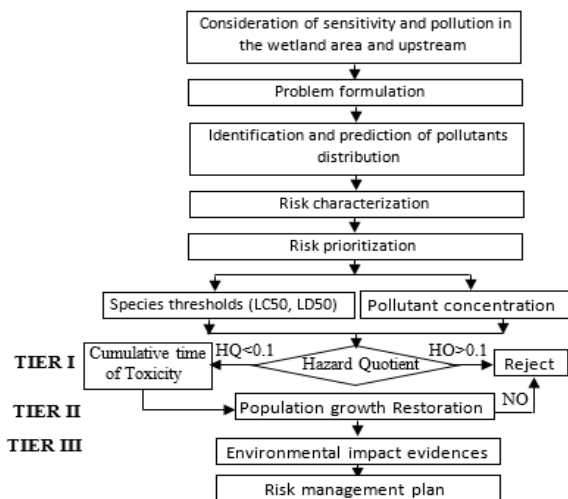 Consideration of sensitivity and pollution in
the wetland area and upstream
Problem formulation
Identification and prediction of pollutants
distribution
Risk characterization
Risk prioritization
Species thresholds (LC50, LD50)
Pollutant concentration
TIER I
Cumulative time
of Toxicity
HQ<0.1
Hazard Quotient
HO>0.1
Reject
TIER II
Population growth Restoration
NO
TIER III
Environmental impact evidences
Risk management plan